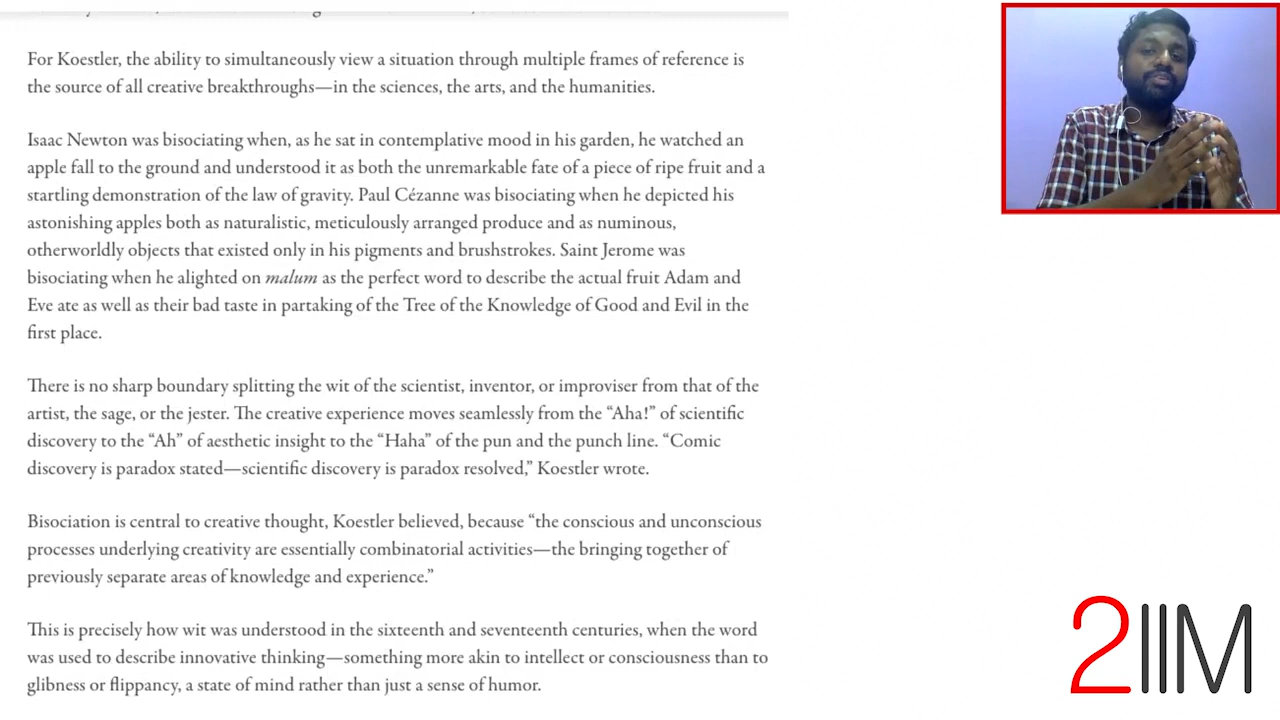 For Koestler, the ability to simultaneously view a situation through multiple frames of reference is
the source of all creative breakthroughs—in the sciences, the arts, and the humanities.
Isaac Newton was bisociating when, as he sat in contemplative mood in his garden, he watched an
apple fall to the ground and understood it as both the unremarkable fate of a piece of ripe fruit and a
startling demonstration of the law of gravity. Paul Cézanne was bisociating when he depicted his
astonishing apples both as naturalistic, meticulously arranged produce and as numinous,
otherworldly objects that existed only in his pigments and brushstrokes. Saint Jerome was
bisociating when he alighted on malum as the perfect word to describe the actual fruit Adam and
Eve ate as well as their bad taste in partaking of the Tree of the Knowledge of Good and Evil in the
first place.
There is no sharp boundary splitting the wit of the scientist, inventor, or improviser from that of the
artist, the sage, or the jester. The creative experience moves seamlessly from the “Aha!” of scientific
discovery to the “Ah” of aesthetic insight to the “Haha” of the pun and the punch line. “Comic
discovery is paradox stated—scientific discovery is paradox resolved,” Koestler wrote.
Bisociation is central to creative thought, Koestler believed, because “the conscious and unconscious
processes underlying creativity are essentially combinatorial activities—the bringing together of
previously separate areas of knowledge and experience.”
This is precisely how wit was understood in the sixteenth and seventeenth centuries, when the word
was used to describe innovative thinking—something more akin to intellect or consciousness than to
glibness or flippancy, a state of mind rather than just a sense of humor.
2IIM